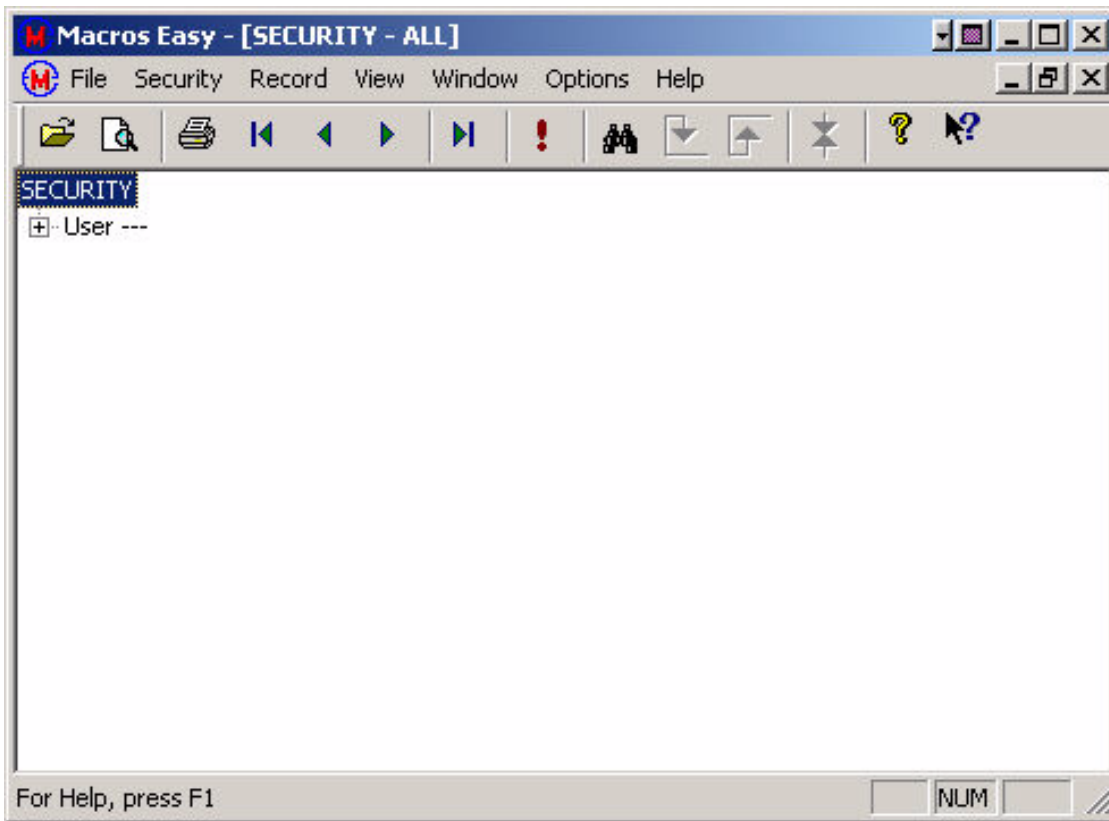 Macros Easy - [SECURITY - ALL]
File Security Record View Window Options Help
SECURITY
User ---
For Help, press F1
NUM